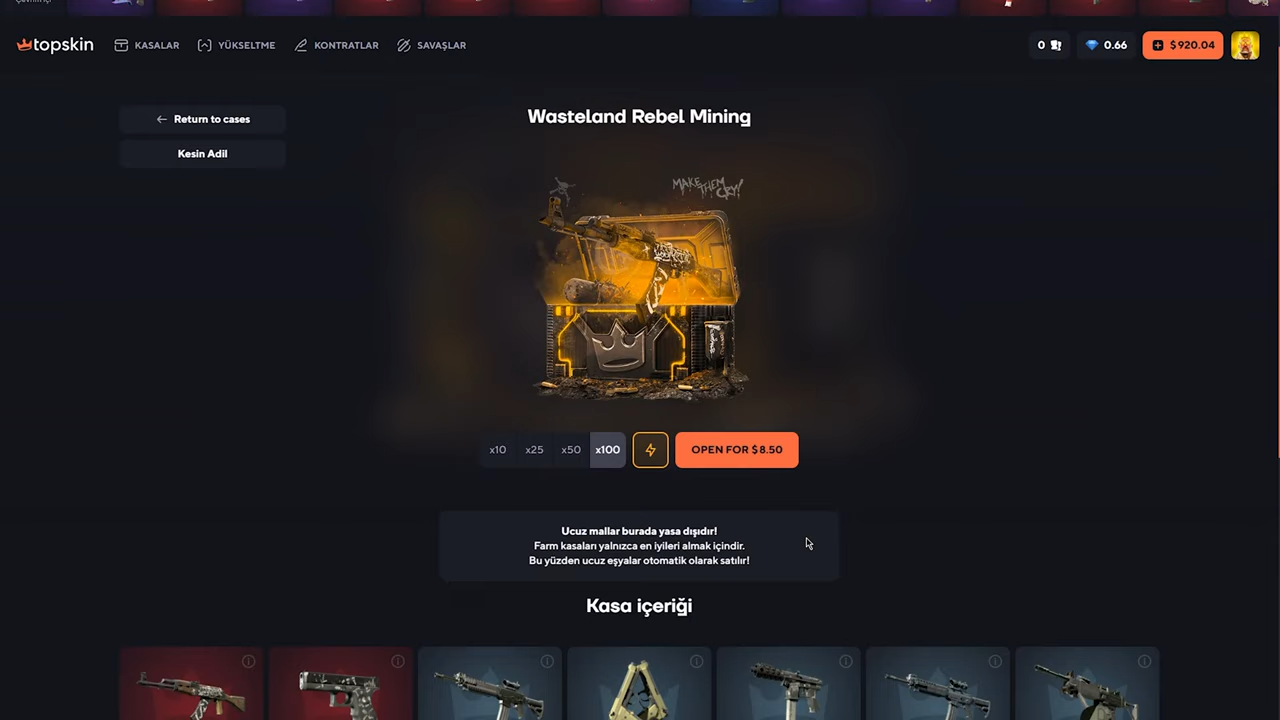 topskin
KASALAR
YÜKSELTME
KONTRATLAR
SAVAŞLAR
0
0.66
$ 920.04
Return to cases
Kesin Adil
Wasteland Rebel Mining
MAKE THEM CRY!
x10
x25
x50
x100
OPEN FOR $ 8.50
Ucuz mallar burada yasa dışıdır!
Farm kasaları yalnızca en iyileri almak içindir.
Bu yüzden ucuz eşyalar otomatik olarak satılır!
Kasa içeriği